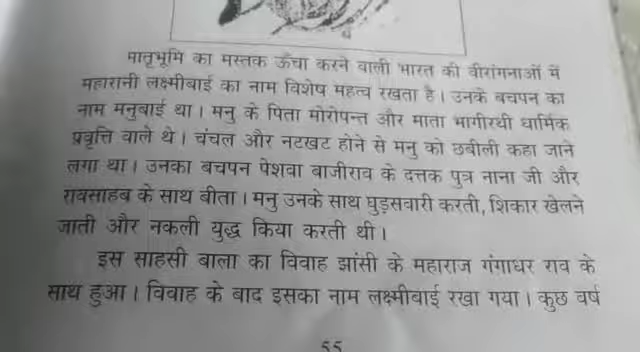 मातृभूमि का मस्तक ऊँचा करने वाली भारत की वीरांगनाओं में
महारानी लक्ष्मीबाई का नाम विशेष महत्व रखता है। उनके बचपन का
नाम मनुबाई था। मनु के पिता मोरोपन्त और माता भागीरथी धार्मिक
प्रवृत्ति वाले थे। चंचल और नटखट होने से मनु को छबीली कहा जाने
लगा था। उनका बचपन पेशवा बाजीराव के दत्तक पुत्र नाना जी और
रावसाहब के साथ बीता। मनु उनके साथ घुड़सवारी करती, शिकार खेलने
जाती और नकली युद्ध किया करती थी।
इस साहसी बाला का विवाह झांसी के महाराज गंगाधर राव के
साथ हुआ। विवाह के बाद इसका नाम लक्ष्मीबाई रखा गया। कुछ वर्ष
55